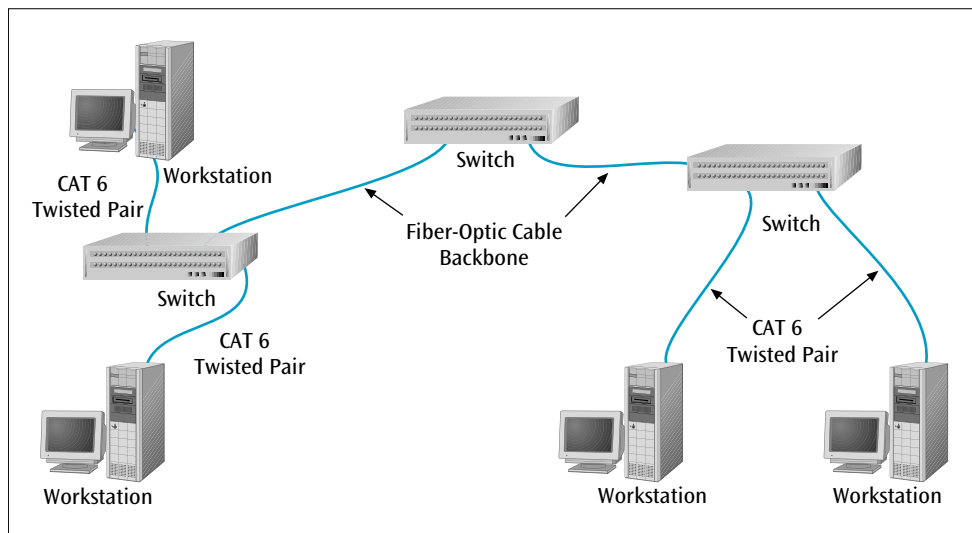 Switch
Workstation
CAT 6
Twisted Pair
Switch
Fiber-Optic Cable
Backbone
Switch
CAT 6
Twisted Pair
CAT 6
Twisted Pair
Workstation
Workstation
Workstation